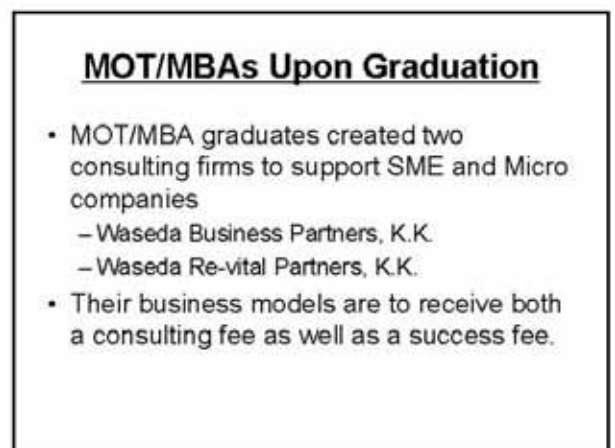 MOT/MBAs Upon Graduation
• MOT/MBA graduates created two
consulting firms to support SME and Micro
companies
– Waseda Business Partners, K.K.
– Waseda Re-vital Partners, K.K.
• Their business models are to receive both
a consulting fee as well as a success fee.